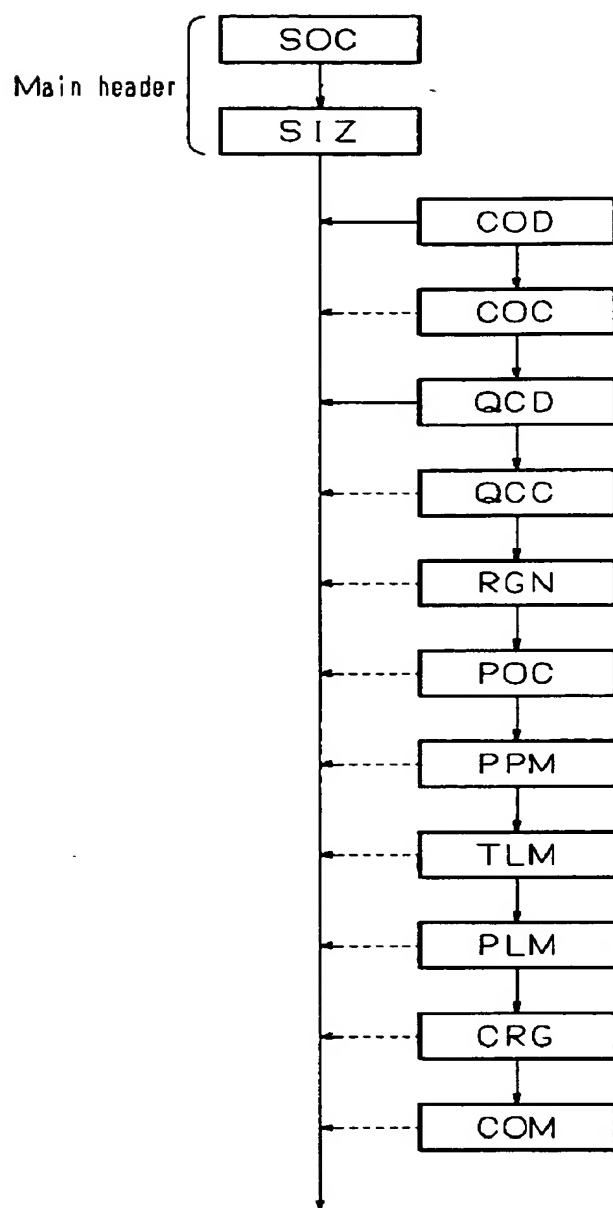 SOC
Main header
SIZ
COD
COC
QCD
QCC
RGN
POC
PPM
TLM
PLM
CRG
COM